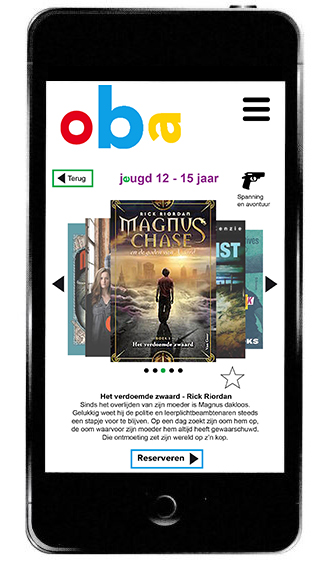 oba
Terug
jeugd 12 - 15 jaar
Spanning
en avontuur
RICK RIORDAN
MAGNUS
CHASE
en de goden van Asgard
BOEK 1
Het verdoemde zwaard
IST
Het verdoemde zwaard - Rick Riordan
Sinds het overlijden van zijn moeder is Magnus dakloos.
Gelukkig weet hij de politie en leerplichtbeambtenaren steeds
een stapje voor te blijven. Op een dag zoekt zijn oom hem op,
de oom waarvoor zijn moeder hem altijd heeft gewaarschuwd.
Die ontmoeting zet zijn wereld op z'n kop.
Reserveren